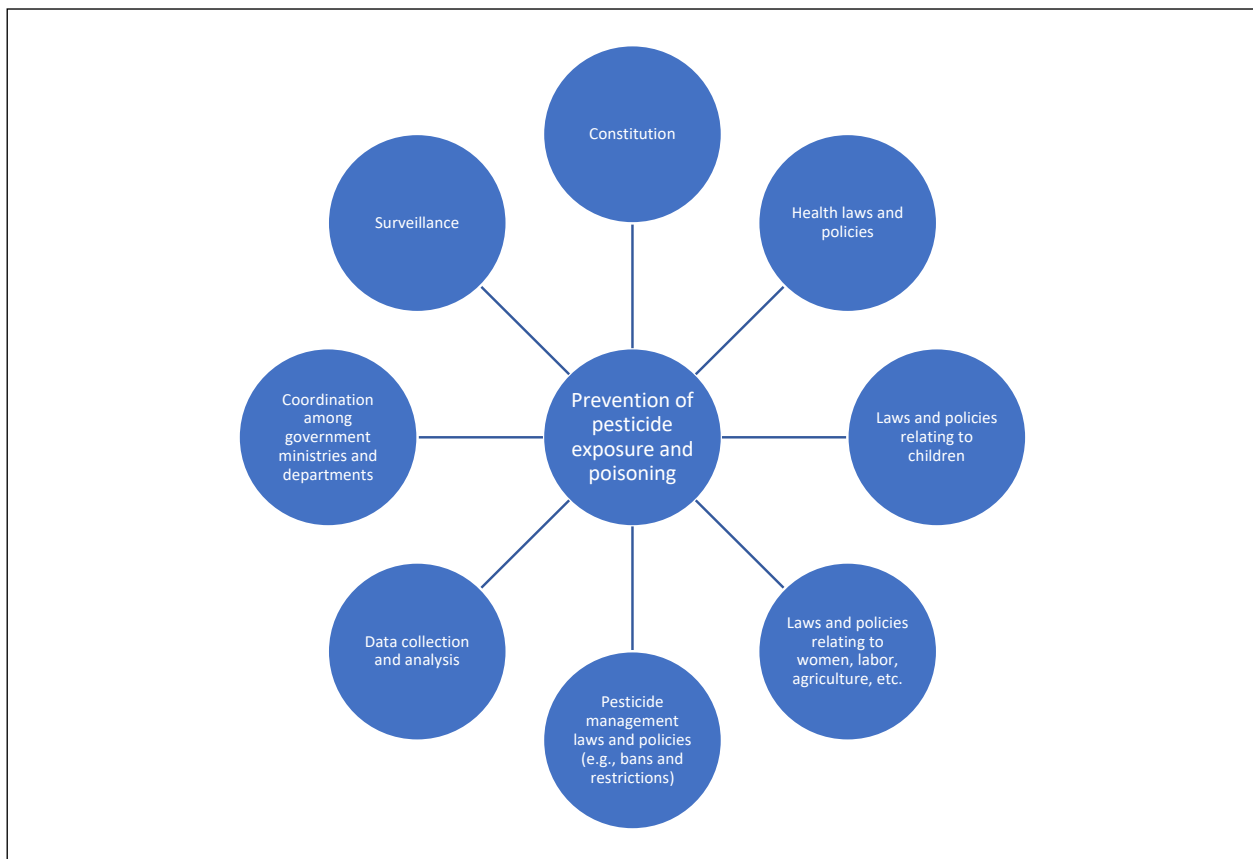 Constitution
Health laws and
policies
Laws and policies
relating to
children
Laws and policies
relating to
women, labor,
agriculture, etc.
Pesticide
management
laws and policies
(e.g., bans and
restrictions)
Data collection
and analysis
Coordination
among
government
ministries and
departments
Surveillance
Prevention of
pesticide
exposure and
poisoning